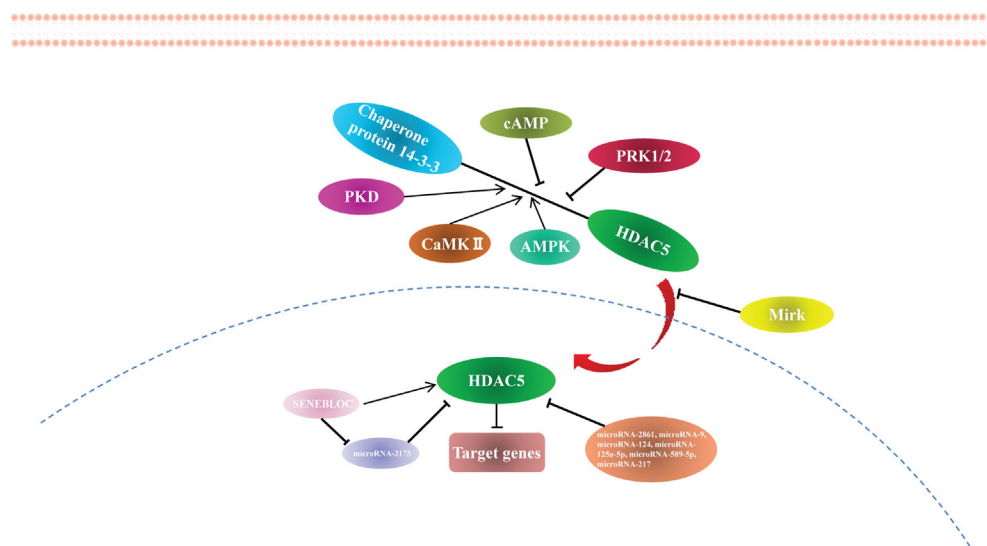 Chaperone
protein 14-3-3
cAMP
PRK1/2
PKD
CaMK Ⅱ
AMPK
HDAC5
Mirk
HDAC5
SENEBLOC
microRNA-3175
Target genes
microRNA-2861, microRNA-9,
microRNA-124, microRNA-
125a-5p, microRNA-589-5p,
microRNA-217